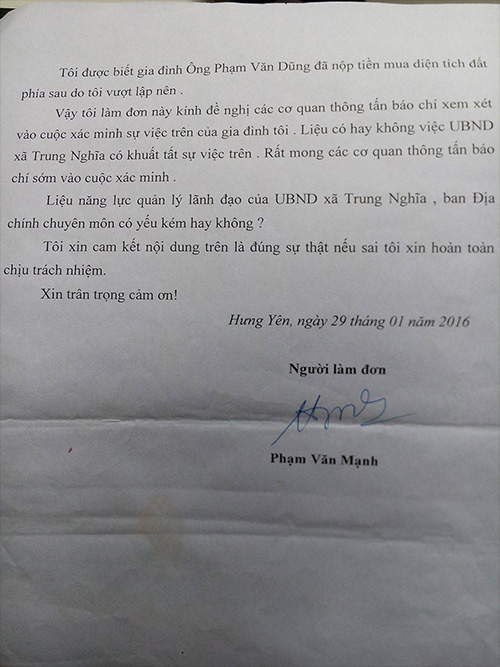 Tôi được biết gia đình Ông Phạm Văn Dũng đã nộp tiền mua diện tích đất
phía sau do tôi vượt lập nên .
Vậy tôi làm đơn này kính đề nghị các cơ quan thông tấn báo chí xem xét
vào cuộc xác minh sự việc trên của gia đình tôi . Liệu có hay không việc UBND
xã Trung Nghĩa có khuất tất sự việc trên . Rất mong các cơ quan thông tấn báo
chí sớm vào cuộc xác minh .
Liệu năng lực quản lý lãnh đạo của UBND xã Trung Nghĩa , ban Địa
chính chuyên môn có yếu kém hay không ?
Tôi xin cam kết nội dung trên là đúng sự thật nếu sai tôi xin hoàn toàn
chịu trách nhiệm.
Xin trân trọng cảm ơn!
Hưng Yên, ngày 29 tháng 01 năm 2016
Người làm đơn
Phạm Văn Mạnh